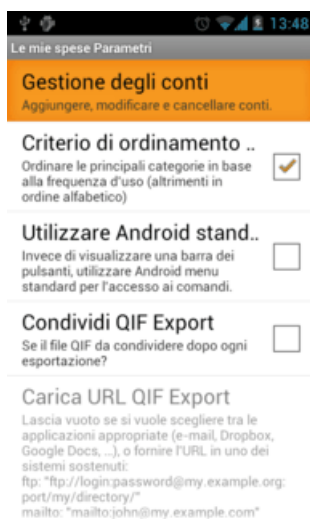 13:48
Le mie spese Parametri
Gestione degli conti
Aggiungere, modificare e cancellare conti.
Criterio di ordinamento ..
Ordinare le principali categorie in base
alla frequenza d'uso (altrimenti in
ordine alfabetico)
Utilizzare Android stand..
Invece di visualizzare una barra dei
pulsanti, utilizzare Android menu
standard per l'accesso ai comandi.
Condividi QIF Export
Se il file QIF da condividere dopo ogni
esportazione?
Carica URL QIF Export
Lascia vuoto se si vuole scegliere tra le
applicazioni appropriate (e-mail, Dropbox,
Google Docs, ..), o fornire l'URL in uno dei
sistemi sostenuti:
ftp: "ftp://login:password@my.example.org:
port/my/directory/"
mailto: "mailto:john@my.example.com"